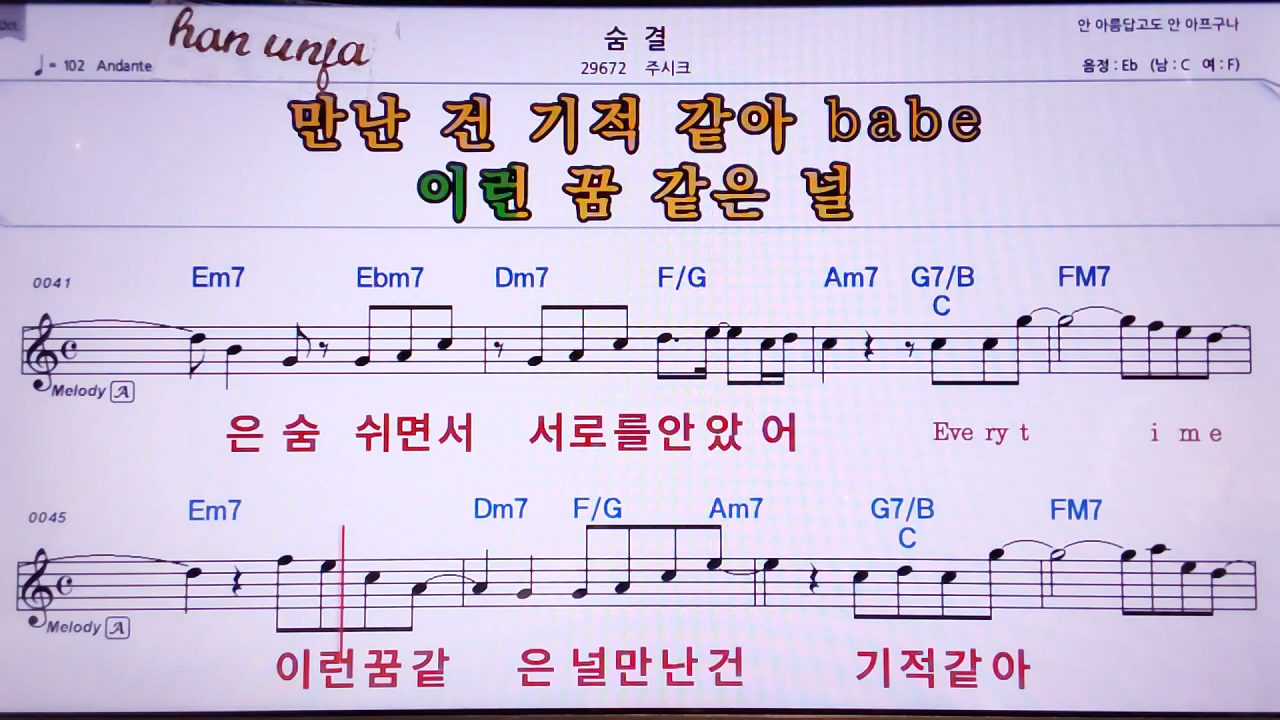 han unfa
숨 결
안 아름답고도 안 아프구나
♩= 102 Andante
29672 주시크
음정 : Eb (남 : C 여 : F)
만난 건 기적 같아 babe
이런 꿈 같은 널
0041 Em7 Ebm7 Dm7 F/G Am7 G7/B FM7
C
Melody A
은 숨 쉬면서 서로를안았 어 Eve ry t i m e
0045 Em7 Dm7 F/G Am7 G7/B FM7
C
Melody A
이런꿈같 은 널만난건 기적같아